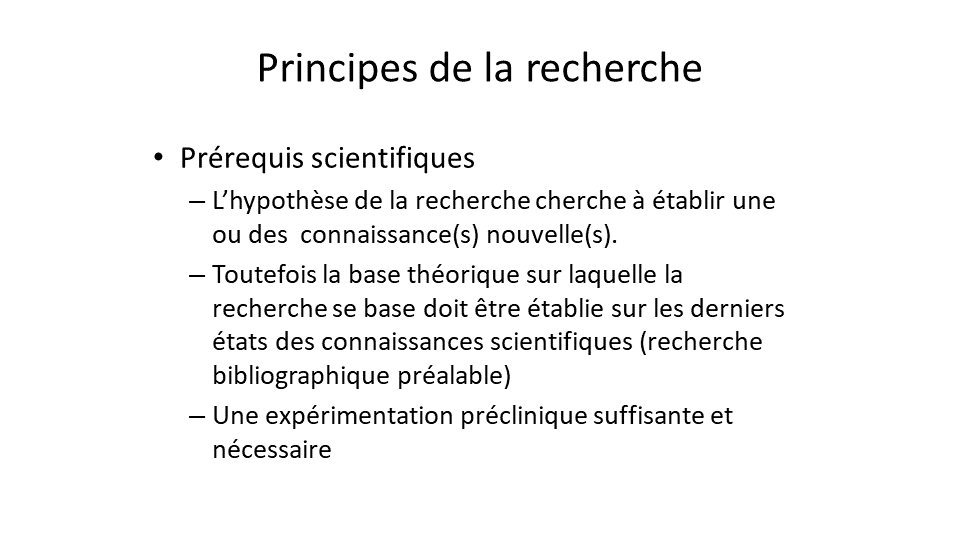 Principes de la recherche
• Prérequis scientifiques
– L’hypothèse de la recherche cherche à établir une
ou des  connaissance(s) nouvelle(s).
– Toutefois la base théorique sur laquelle la
recherche se base doit être établie sur les derniers
états des connaissances scientifiques (recherche
bibliographique préalable)
– Une expérimentation préclinique suffisante et
nécessaire